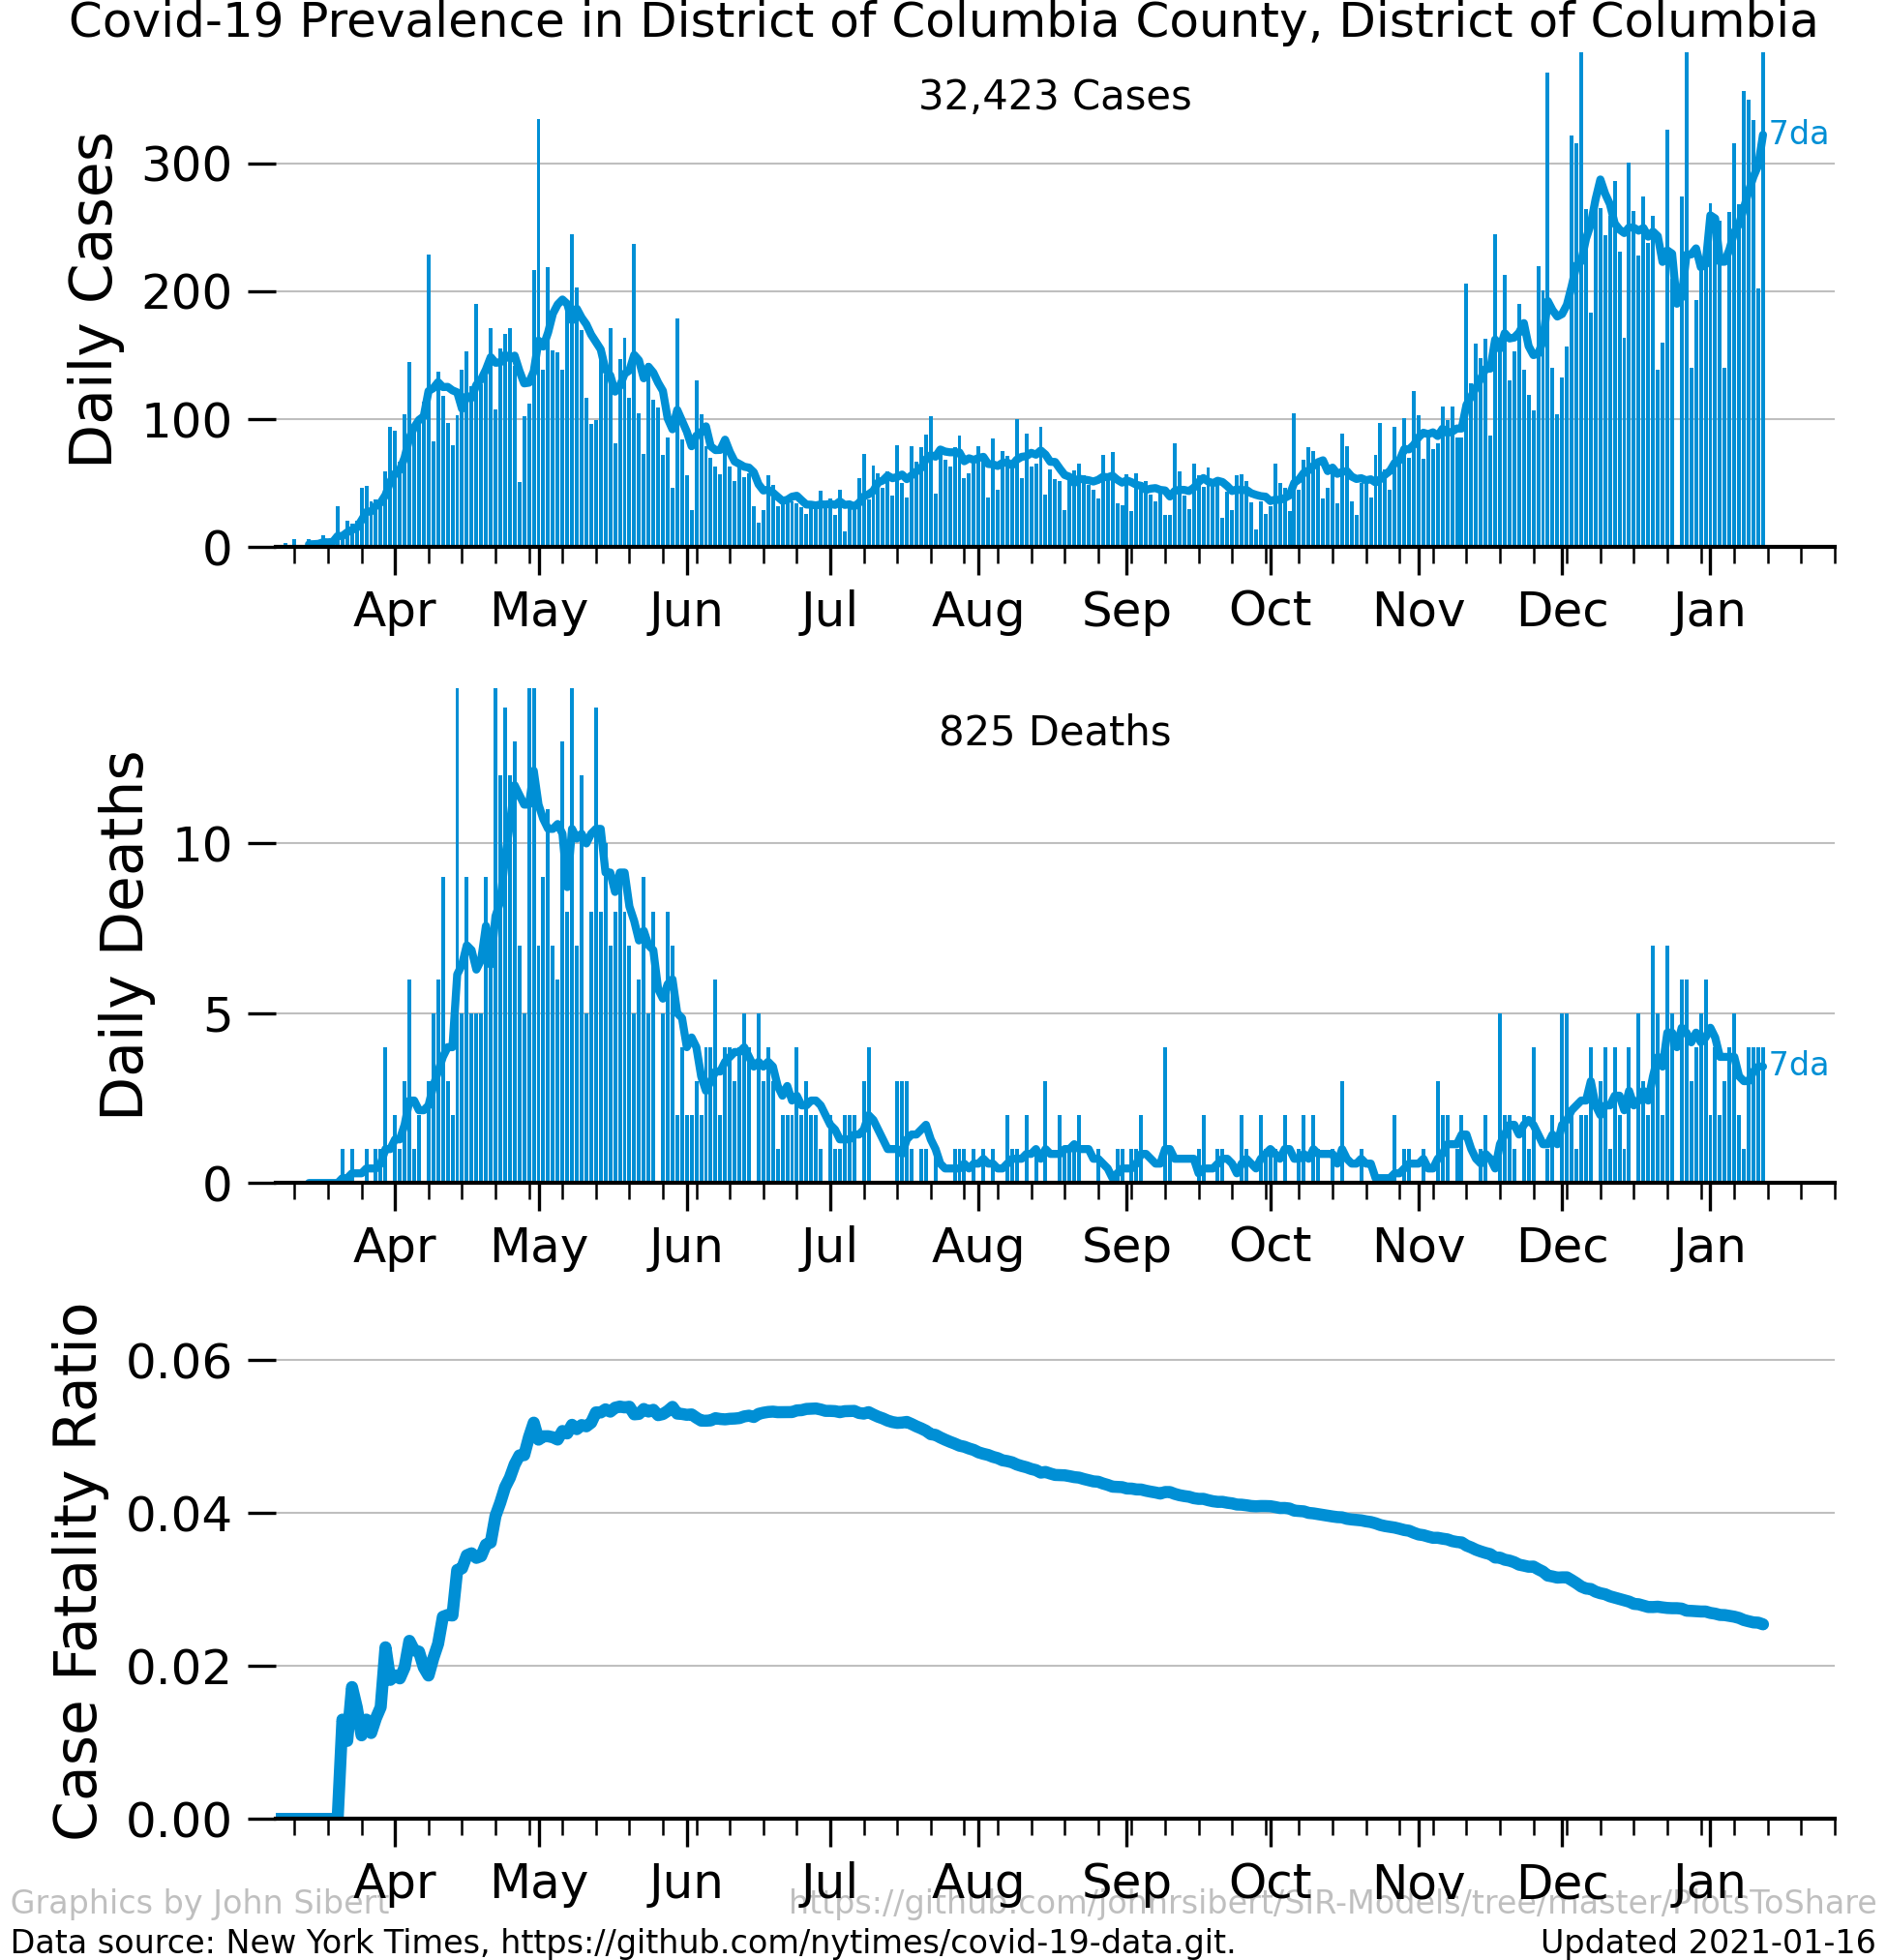 Covid-19 Prevalence in District of Columbia County, District of Columbia
32,423 Cases
Daily Cases
300
200
100
0
7da
Apr May Jun Jul Aug Sep Oct Nov Dec Jan
825 Deaths
Daily Deaths
10
5
0
7da
Apr May Jun Jul Aug Sep Oct Nov Dec Jan
Case Fatality Ratio
0.06
0.04
0.02
0.00
Apr May Jun Jul Aug Sep Oct Nov Dec Jan
Graphics by John Sibert https://github.com/johnrsibert/SIR-Models/tree/master/PlotsToShare
Data source: New York Times, https://github.com/nytimes/covid-19-data.git. Updated 2021-01-16